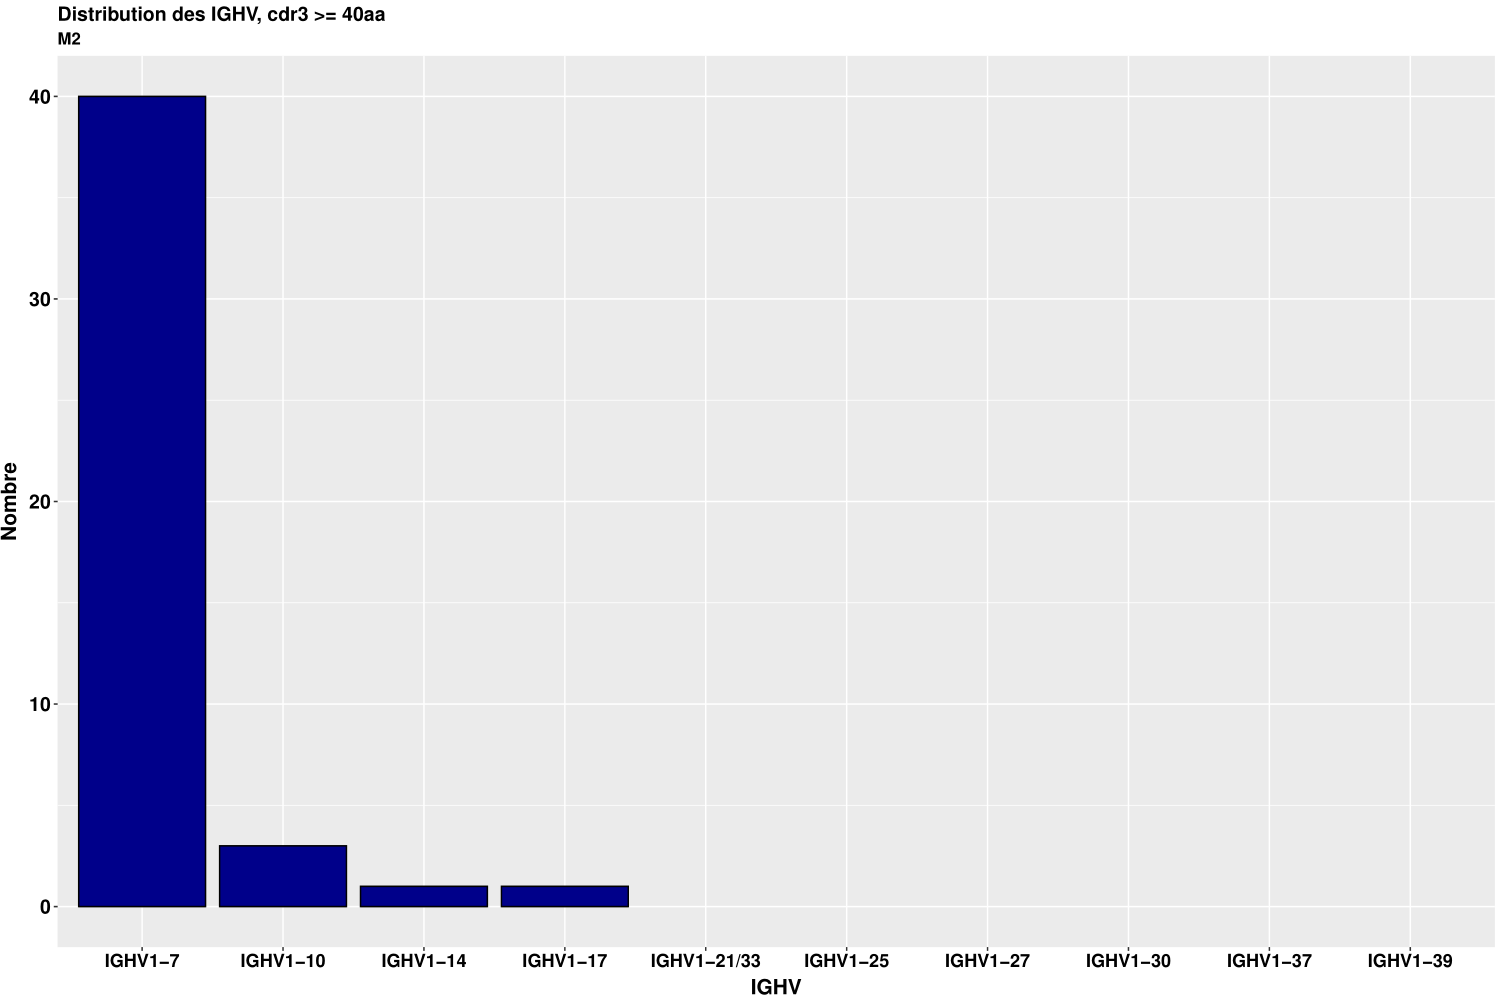 Distribution des IGHV, cdr3 >= 40aa
M2
40
30
20
10
0
Nombre
IGHV1−7 IGHV1−10 IGHV1−14 IGHV1−17 IGHV1−21/33 IGHV1−25 IGHV1−27 IGHV1−30 IGHV1−37 IGHV1−39
IGHV